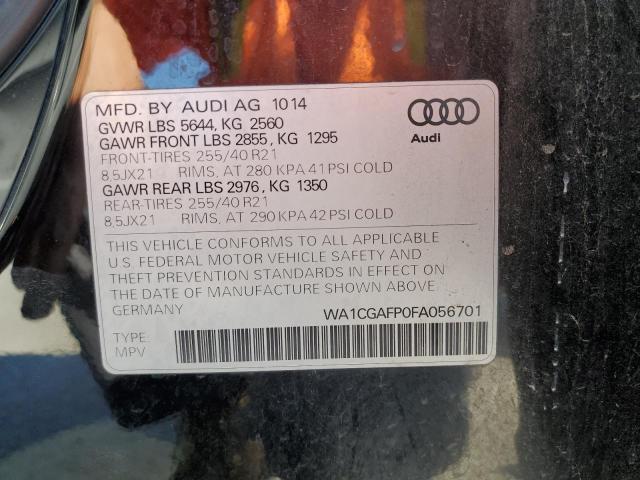 MFD. BY AUDI AG 10 14
GVWR LBS 5644, KG 2560
GAWR FRONT LBS 2855, KG 1295
FRONT-TIRES 255/40 R21
8,5JX21 RIMS, AT 280 KPA 41 PSI COLD
GAWR REAR LBS 2976, KG 1350
REAR-TIRES 255/40 R21
8,5JX21 RIMS, AT 290 KPA 42 PSI COLD
Audi
THIS VEHICLE CONFORMS TO ALL APPLICABLE
U.S. FEDERAL MOTOR VEHICLE SAFETY AND
THEFT PREVENTION STANDARDS IN EFFECT ON
THE DATE OF MANUFACTURE SHOWN ABOVE
GERMANY WA1CGAFP0FA056701
TYPE:
MPV